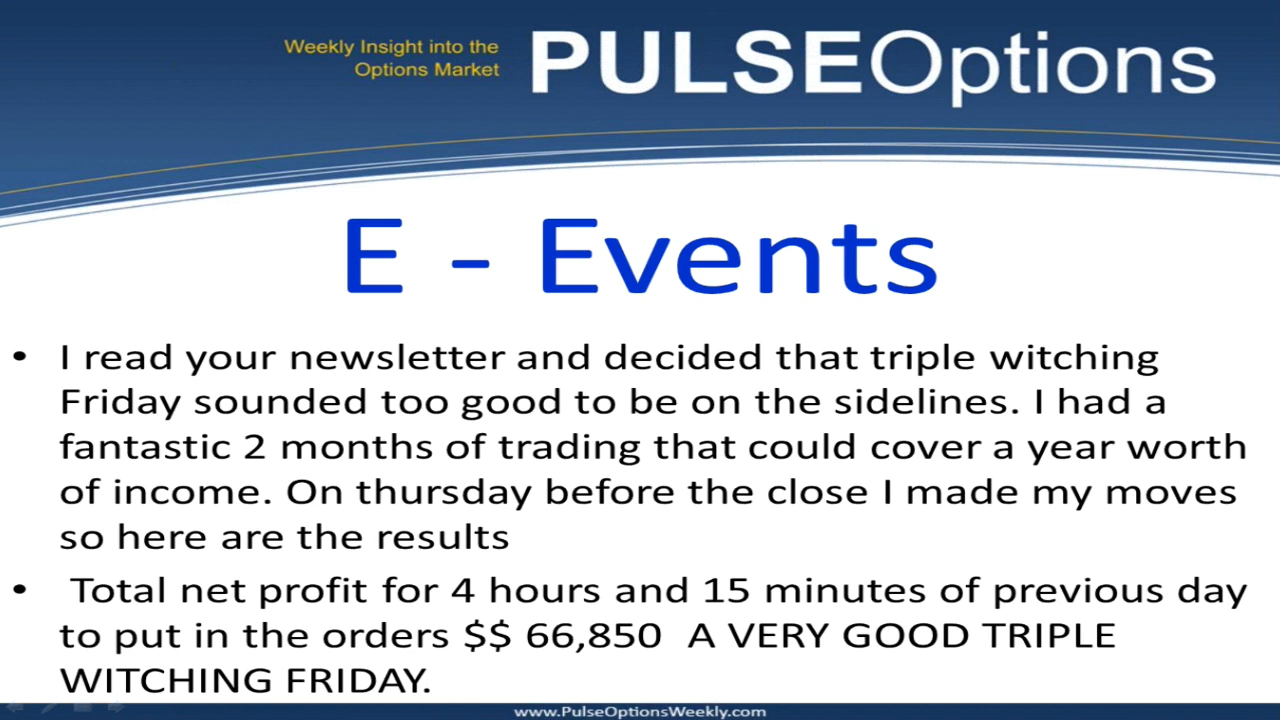 Weekly Insight into the
Options Market
PULSEOptions
E - Events
• I read your newsletter and decided that triple witching
Friday sounded too good to be on the sidelines. I had a
fantastic 2 months of trading that could cover a year worth
of income. On thursday before the close I made my moves
so here are the results
• Total net profit for 4 hours and 15 minutes of previous day
to put in the orders $$ 66,850 A VERY GOOD TRIPLE
WITCHING FRIDAY.
www.PulseOptionsWeekly.com